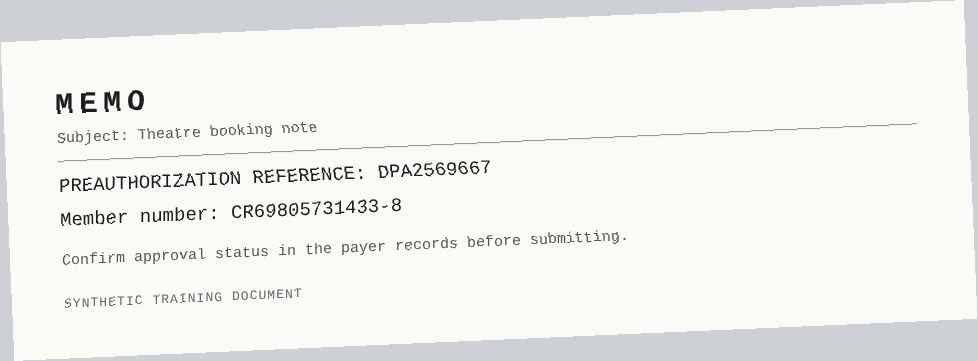 MEMO
Subject: Theatre booking note
PREAUTHORIZATION REFERENCE: DPA2569667
Member number: CR69805731433-8
Confirm approval status in the payer records before submitting.
SYNTHETIC TRAINING DOCUMENT